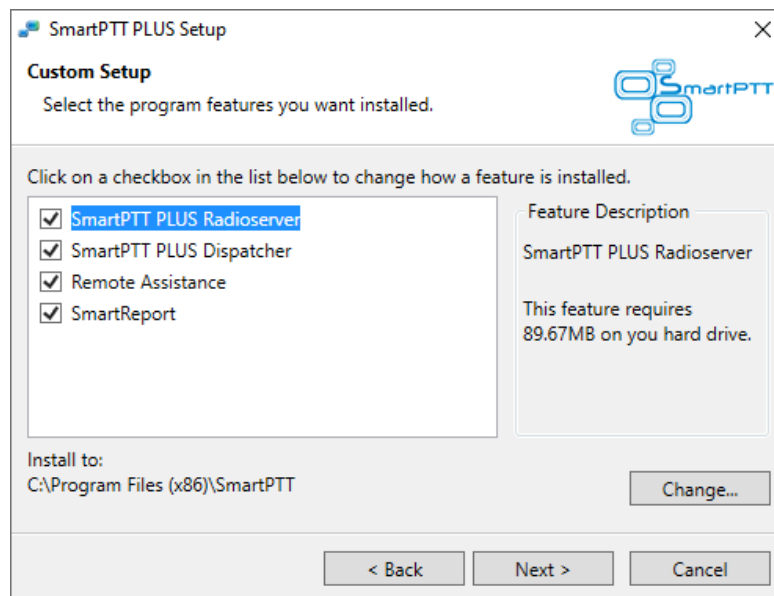 SmartPTT PLUS Setup
Custom Setup
Select the program features you want installed.
SmartPTT
Click on a checkbox in the list below to change how a feature is installed.
SmartPTT PLUS Radioserver
SmartPTT PLUS Dispatcher
Remote Assistance
SmartReport
Feature Description
SmartPTT PLUS Radioserver
This feature requires
89.67MB on you hard drive.
Install to:
C:\Program Files (x86)\SmartPTT
Change...
< Back
Next >
Cancel